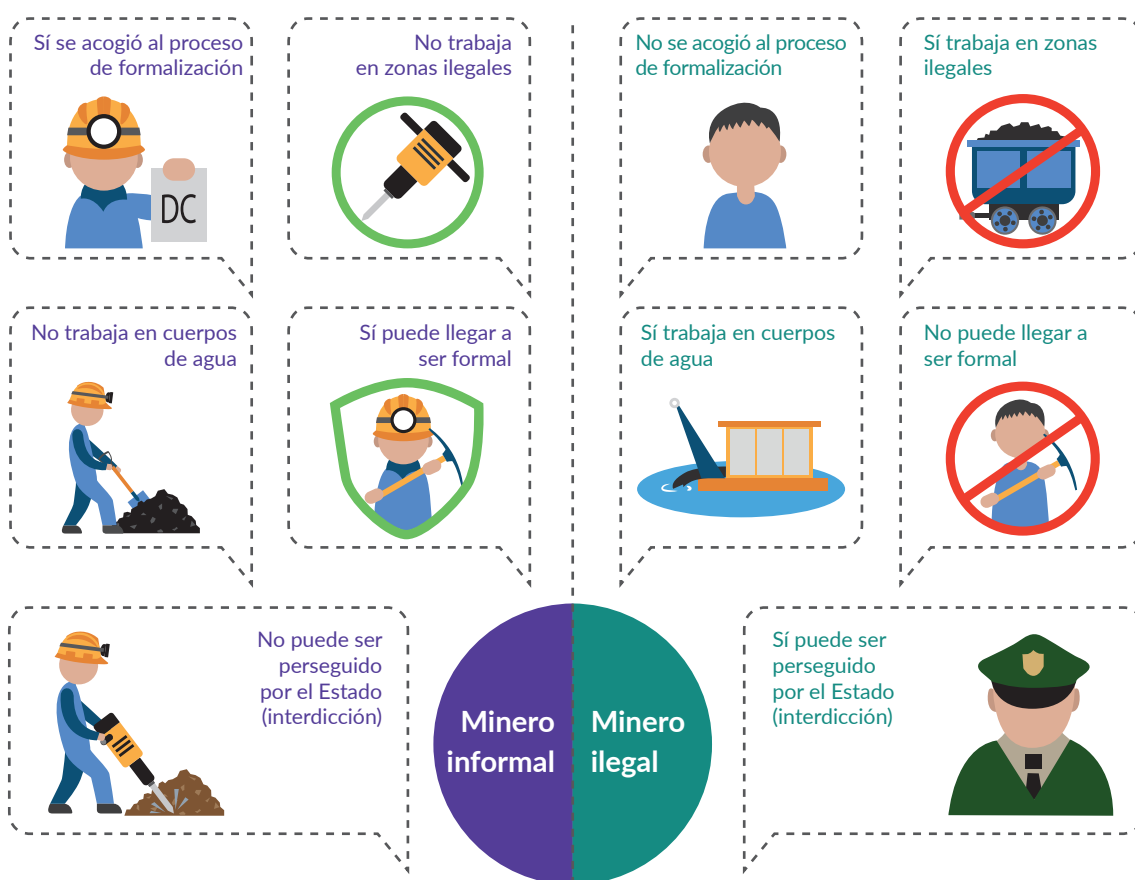 Sí se acogió al proceso
de formalización
DC
No trabaja
en zonas ilegales
No se acogió al proceso
de formalización
Sí trabaja en zonas
ilegales
No trabaja en cuerpos
de agua
Sí puede llegar a
ser formal
Sí trabaja en cuerpos
de agua
No puede llegar a
ser formal
No puede ser
perseguido
por el Estado
(interdicción)
Minero
informal
Minero
ilegal
Sí puede ser
perseguido
por el Estado
(interdicción)